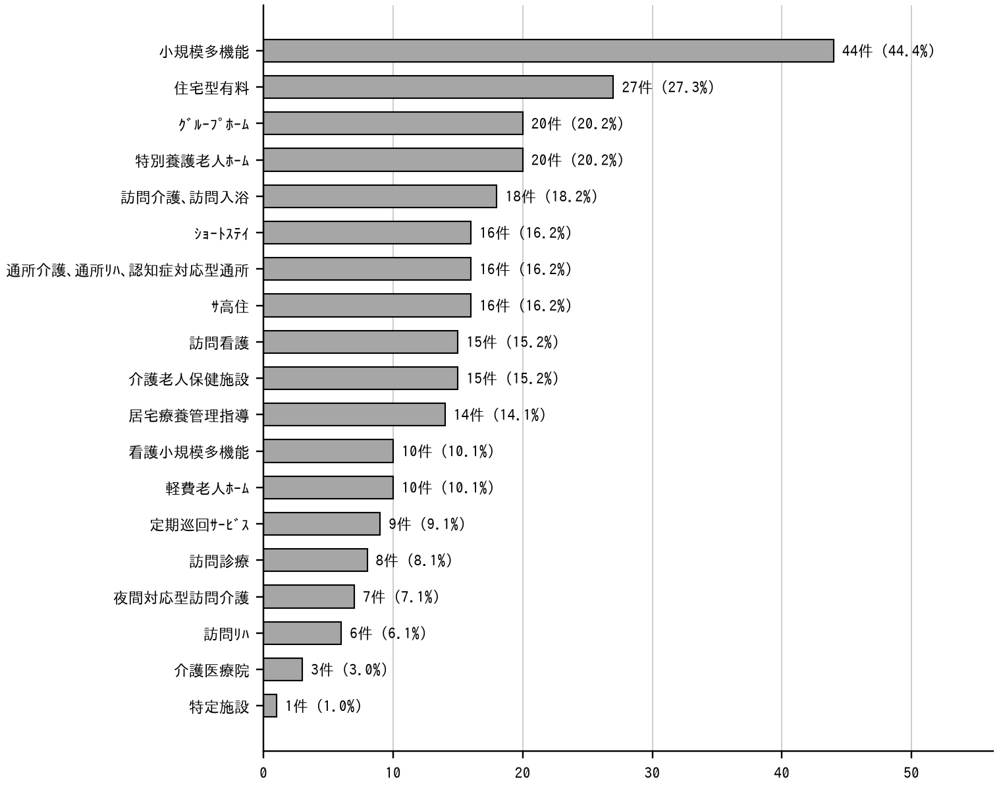 小規模多機能 44件 (44.4%)
住宅型有料 27件 (27.3%)
ｸﾞﾙｰﾌﾟﾎｰﾑ 20件 (20.2%)
特別養護老人ﾎｰﾑ 20件 (20.2%)
訪問介護､訪問入浴 18件 (18.2%)
ｼｮｰﾄｽﾃｲ 16件 (16.2%)
通所介護､通所ﾘﾊ､認知症対応型通所 16件 (16.2%)
ｻ高住 16件 (16.2%)
訪問看護 15件 (15.2%)
介護老人保健施設 15件 (15.2%)
居宅療養管理指導 14件 (14.1%)
看護小規模多機能 10件 (10.1%)
軽費老人ﾎｰﾑ 10件 (10.1%)
定期巡回ｻｰﾋﾞｽ 9件 (9.1%)
訪問診療 8件 (8.1%)
夜間対応型訪問介護 7件 (7.1%)
訪問ﾘﾊ 6件 (6.1%)
介護医療院 3件 (3.0%)
特定施設 1件 (1.0%)
0 10 20 30 40 50